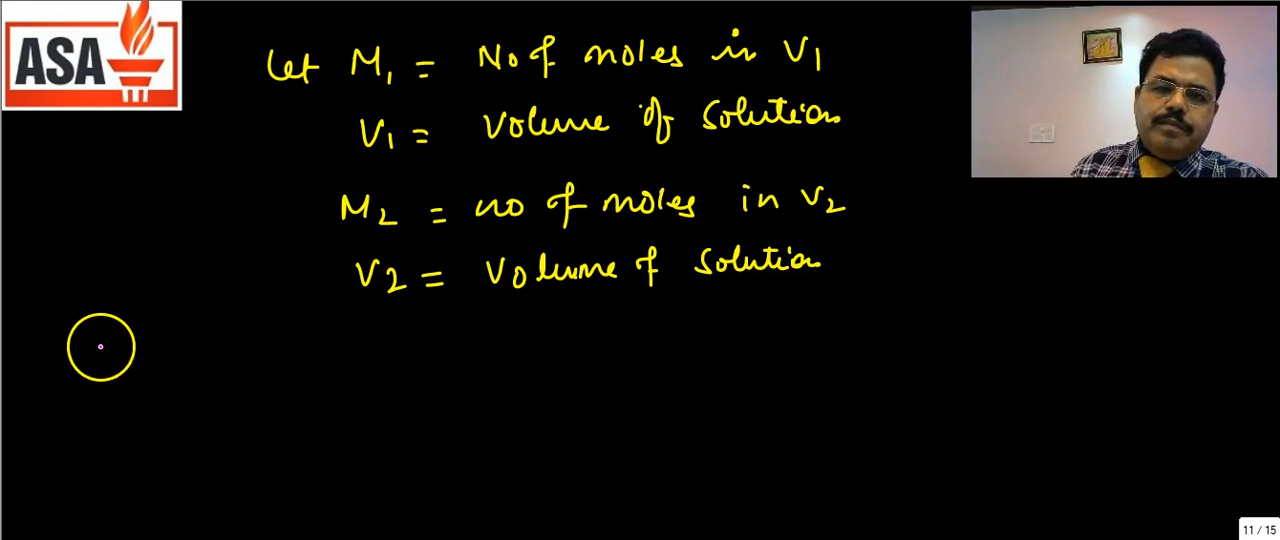 ASA
Let M1 = No of moles in V1
V1 = Volume of solution
M2 = no of moles in V2
V2 = Volume of solution
11 / 15